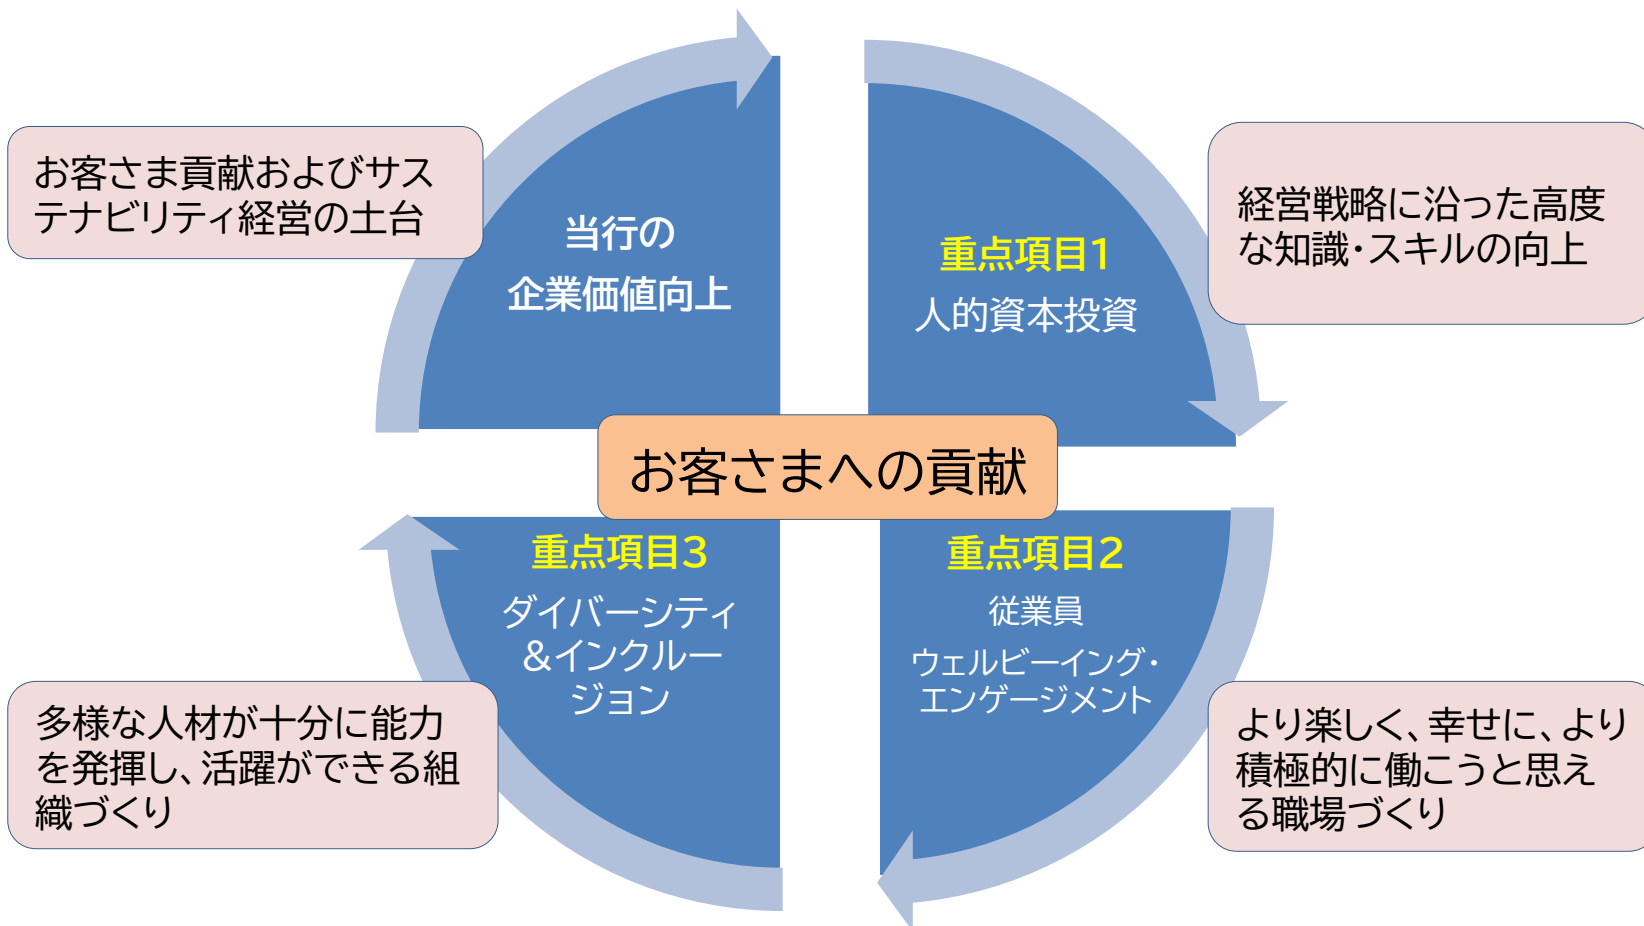 お客さま貢献およびサス
テナビリティ経営の土台
当行の
企業価値向上
重点項目1
人的資本投資
経営戦略に沿った高度
な知識・スキルの向上
お客さまへの貢献
重点項目3
ダイバーシティ
&インクルー
ジョン
重点項目2
従業員
ウェルビーイング・
エンゲージメント
多様な人材が十分に能力
を発揮し、活躍ができる組
織づくり
より楽しく、幸せに、より
積極的に働こうと思え
る職場づくり